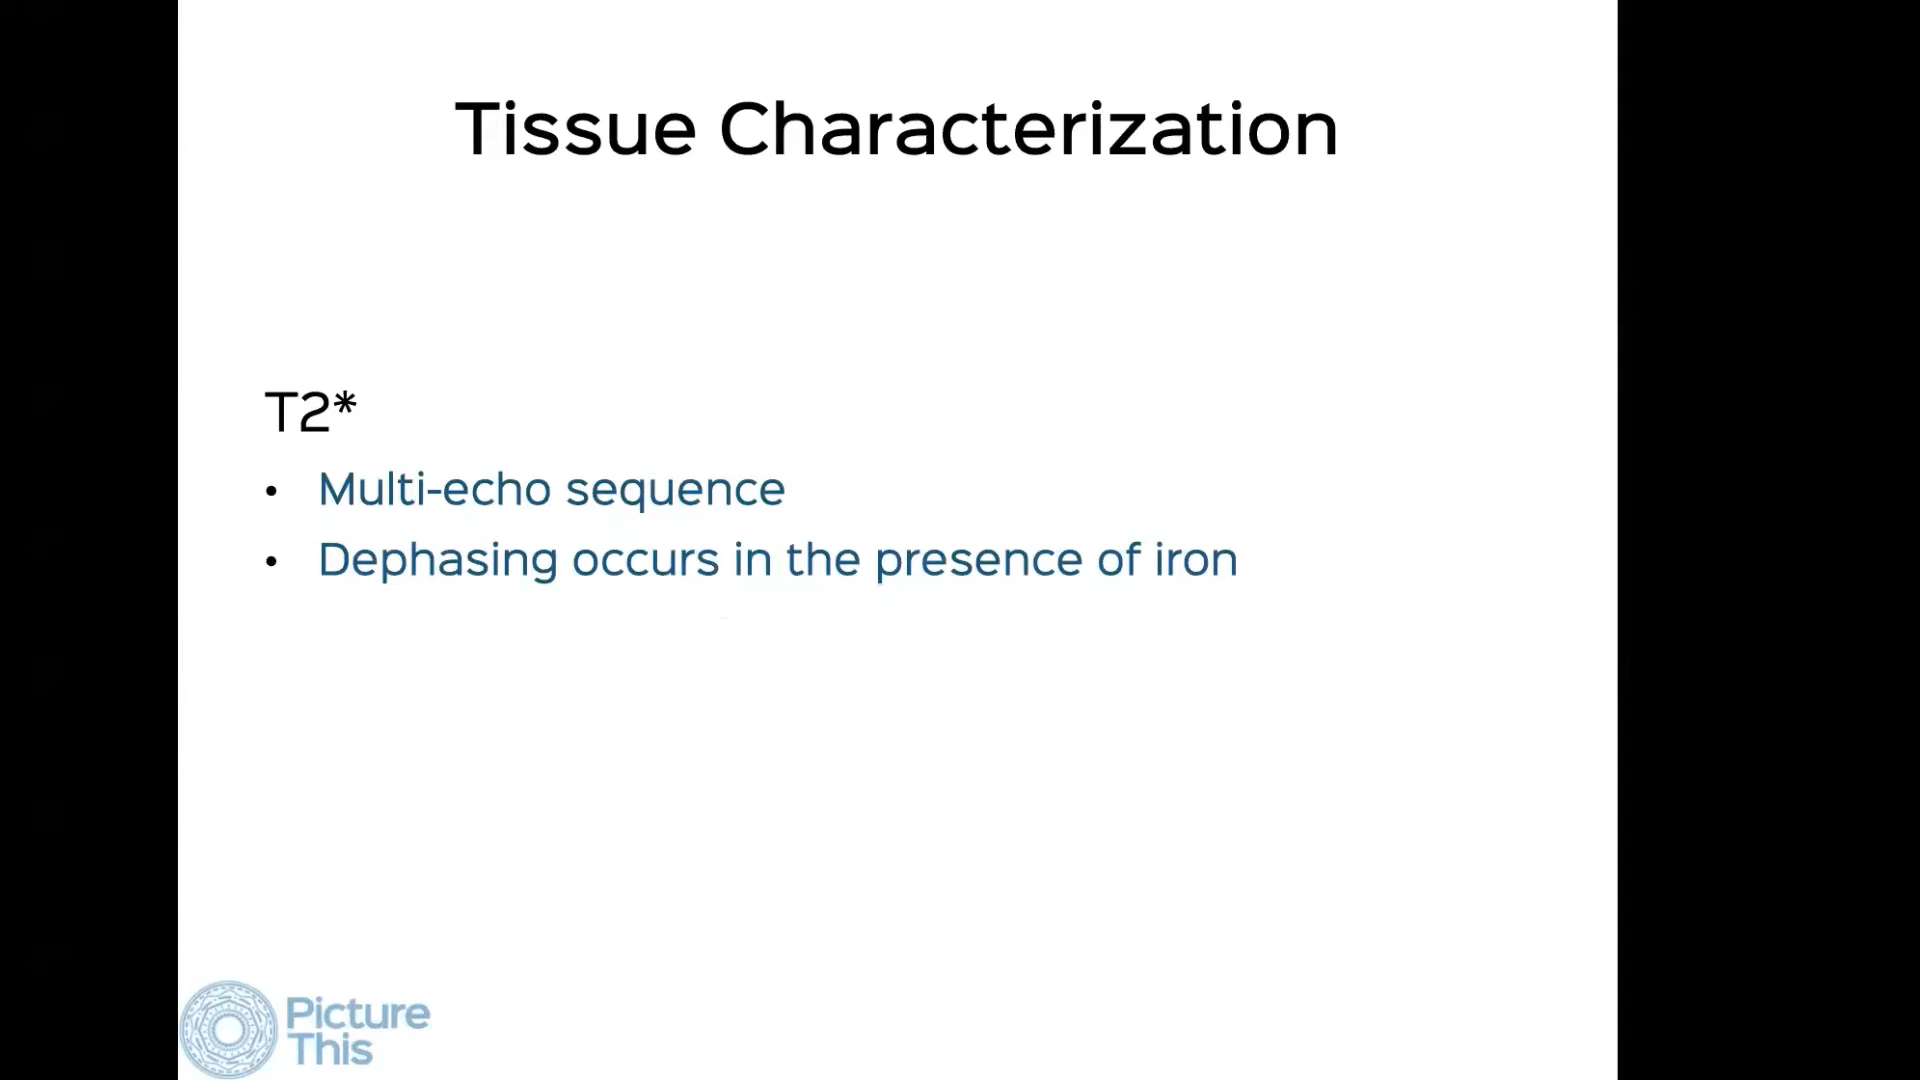 Tissue Characterization
T2*
• Multi-echo sequence
• Dephasing occurs in the presence of iron
Picture
This